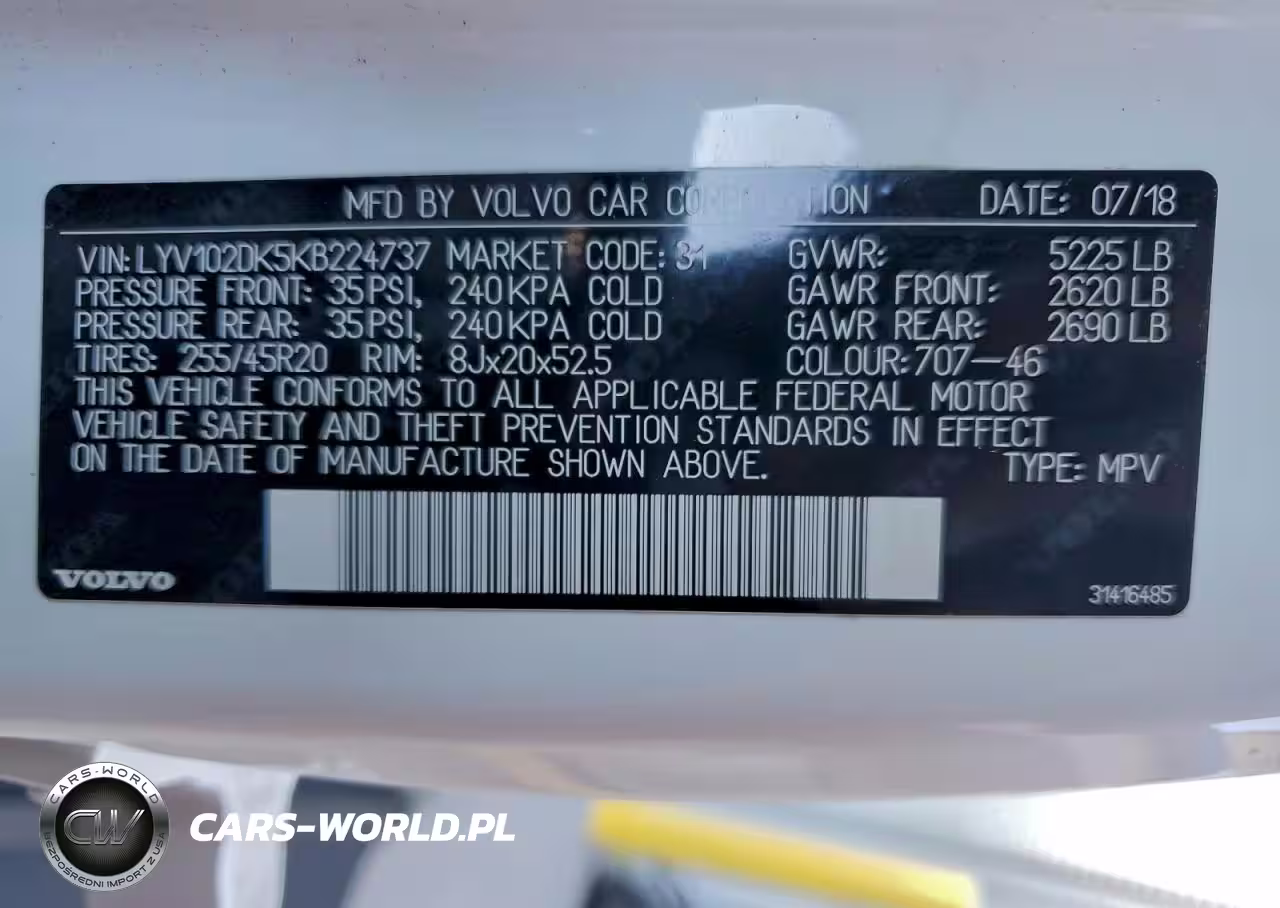 MFD BY VOLVO CAR CORPORATION DATE: 07/18
VIN: LYV102DK5KB224737 MARKET CODE: 31 GVWR: 5225 LB
PRESSURE FRONT: 35 PSI, 240 KPA COLD GAWR FRONT: 2620 LB
PRESSURE REAR: 35 PSI, 240 KPA COLD GAWR REAR: 2690 LB
TIRES: 255/45R20 RIM: 8Jx20x52.5 COLOUR: 707-46
THIS VEHICLE CONFORMS TO ALL APPLICABLE FEDERAL MOTOR
VEHICLE SAFETY AND THEFT PREVENTION STANDARDS IN EFFECT
ON THE DATE OF MANUFACTURE SHOWN ABOVE. TYPE: MPV
VOLVO
31416485
CARS-WORLD
CW
BEZPOŚREDNI IMPORT Z USA
CARS-WORLD.PL